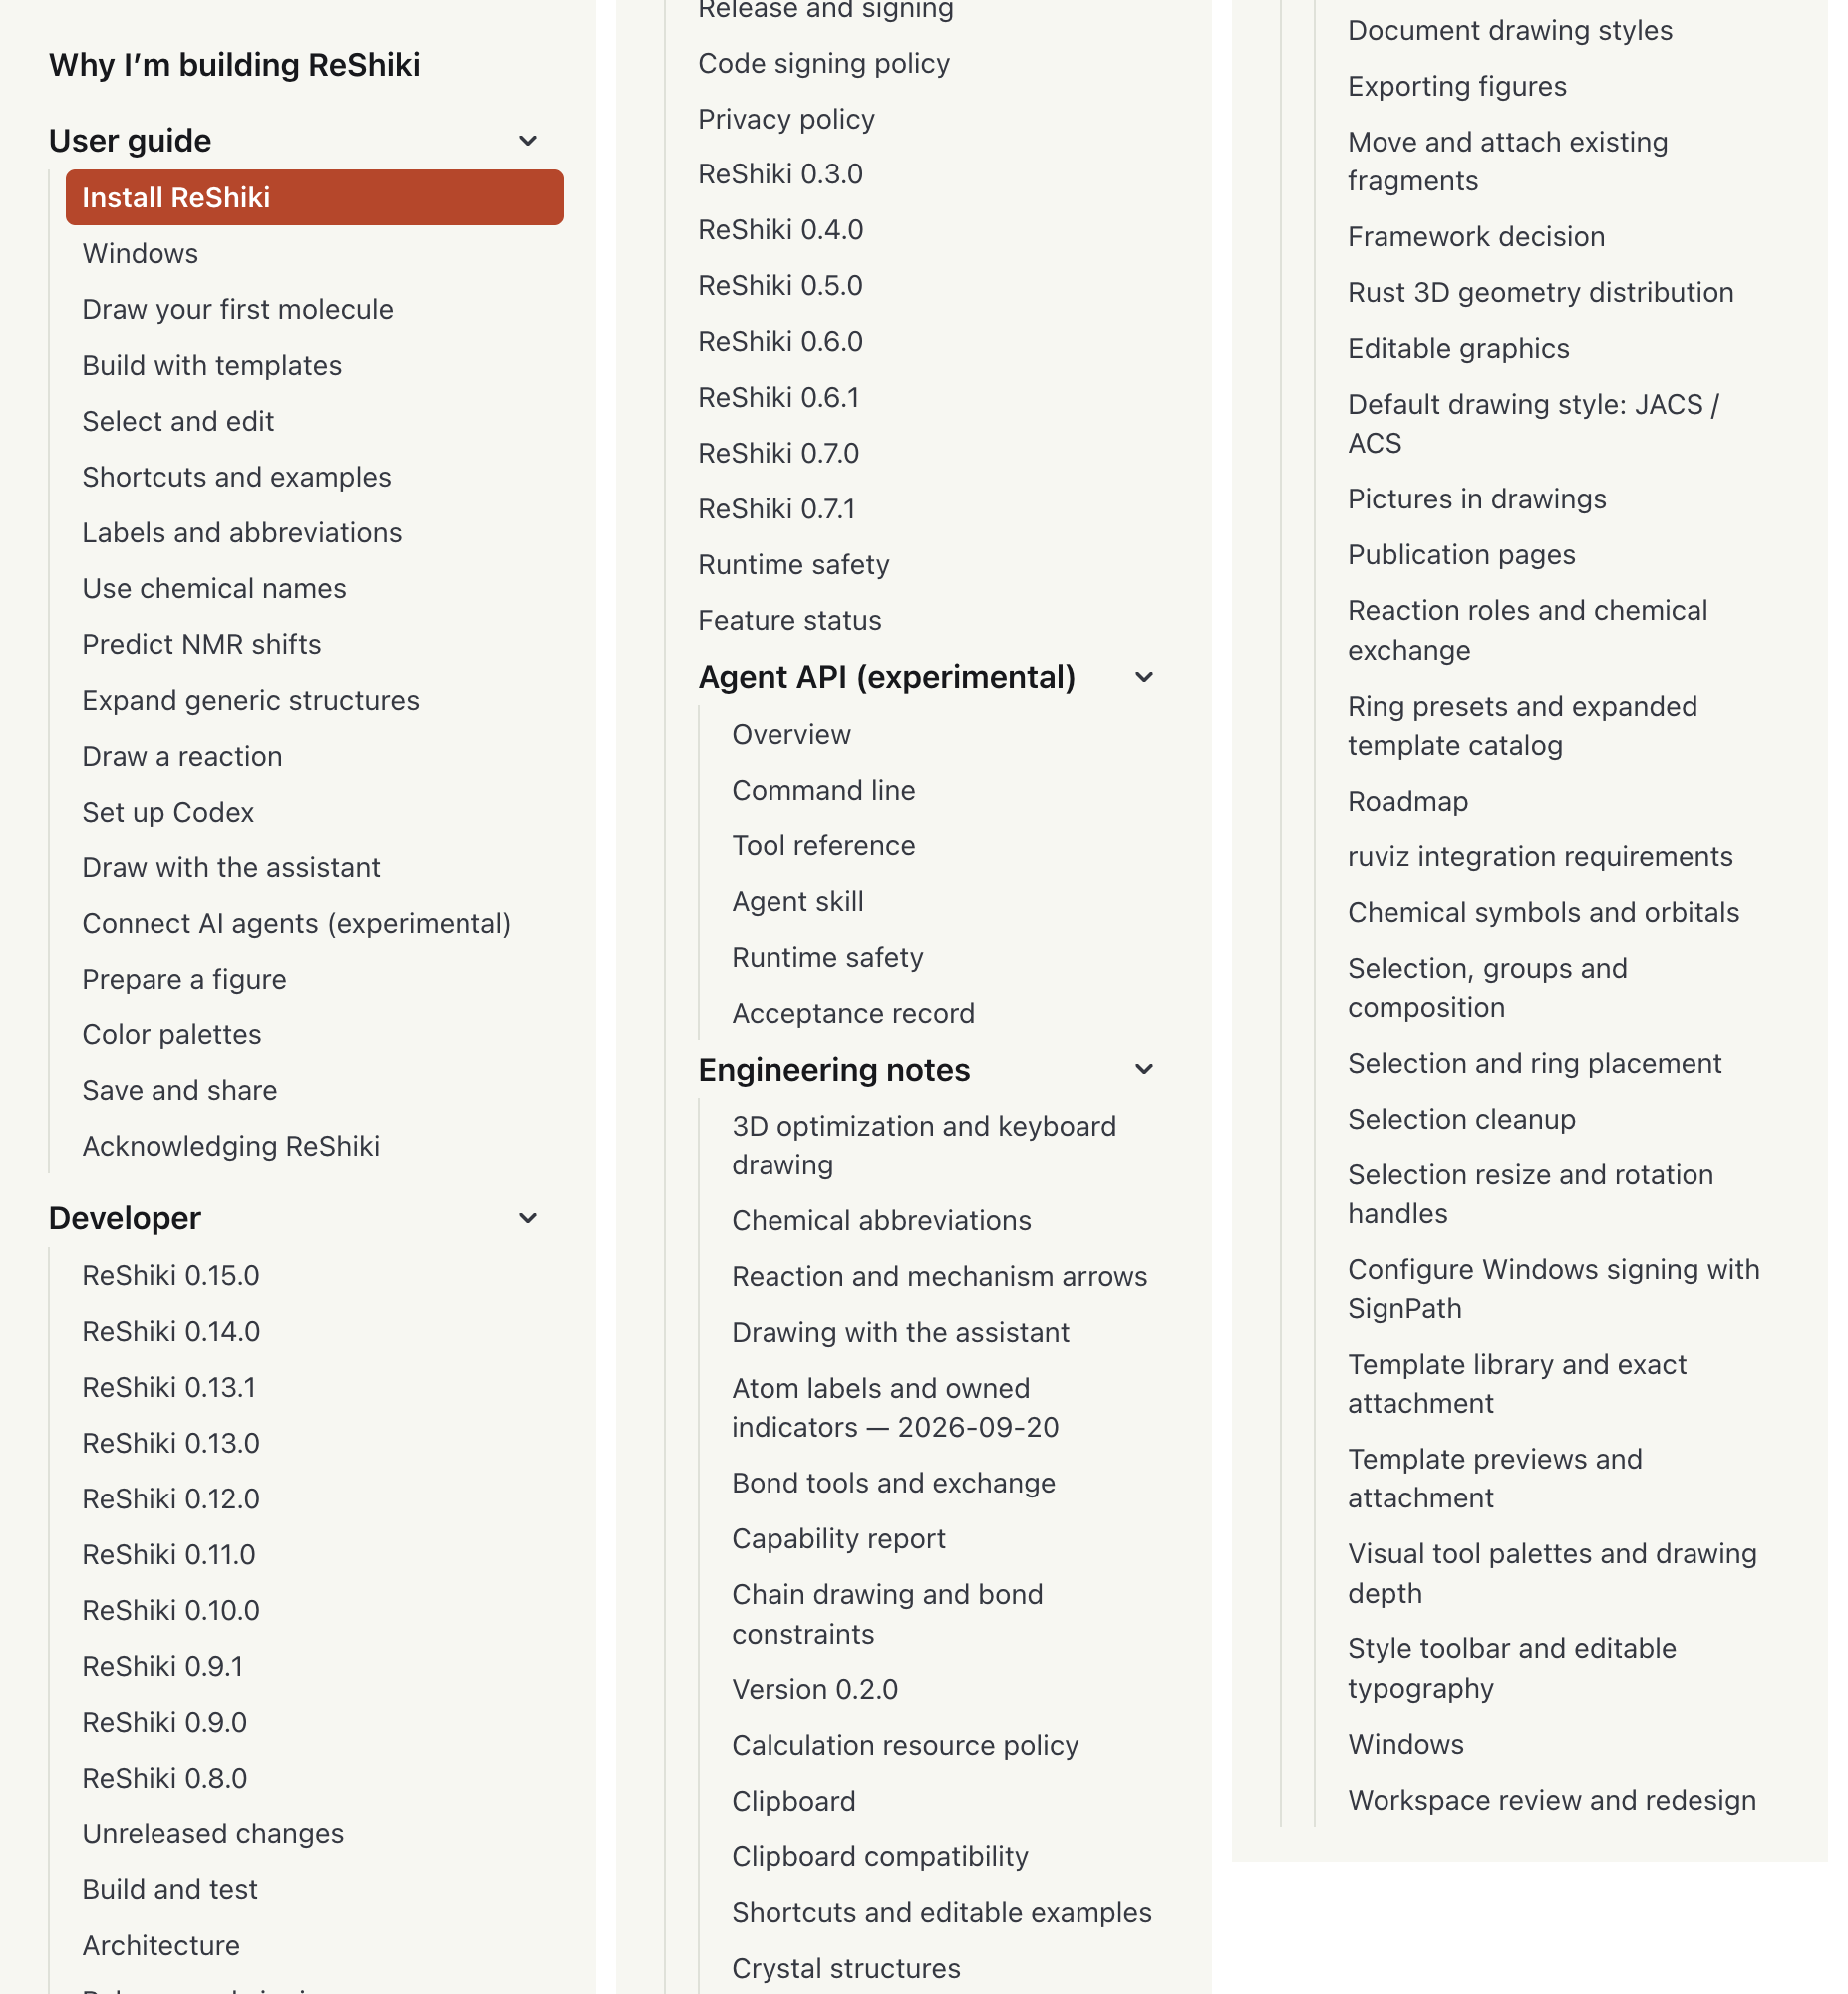 Why I’m building ReShiki
User guide
Install ReShiki
Windows
Draw your first molecule
Build with templates
Select and edit
Shortcuts and examples
Labels and abbreviations
Use chemical names
Predict NMR shifts
Expand generic structures
Draw a reaction
Set up Codex
Draw with the assistant
Connect AI agents (experimental)
Prepare a figure
Color palettes
Save and share
Acknowledging ReShiki
Developer
ReShiki 0.15.0
ReShiki 0.14.0
ReShiki 0.13.1
ReShiki 0.13.0
ReShiki 0.12.0
ReShiki 0.11.0
ReShiki 0.10.0
ReShiki 0.9.1
ReShiki 0.9.0
ReShiki 0.8.0
Unreleased changes
Build and test
Architecture
Release and signing
Code signing policy
Privacy policy
ReShiki 0.3.0
ReShiki 0.4.0
ReShiki 0.5.0
ReShiki 0.6.0
ReShiki 0.6.1
ReShiki 0.7.0
ReShiki 0.7.1
Runtime safety
Feature status
Agent API (experimental)
Overview
Command line
Tool reference
Agent skill
Runtime safety
Acceptance record
Engineering notes
3D optimization and keyboard
drawing
Chemical abbreviations
Reaction and mechanism arrows
Drawing with the assistant
Atom labels and owned
indicators — 2026-09-20
Bond tools and exchange
Capability report
Chain drawing and bond
constraints
Version 0.2.0
Calculation resource policy
Clipboard
Clipboard compatibility
Shortcuts and editable examples
Crystal structures
Document drawing styles
Exporting figures
Move and attach existing
fragments
Framework decision
Rust 3D geometry distribution
Editable graphics
Default drawing style: JACS /
ACS
Pictures in drawings
Publication pages
Reaction roles and chemical
exchange
Ring presets and expanded
template catalog
Roadmap
ruviz integration requirements
Chemical symbols and orbitals
Selection, groups and
composition
Selection and ring placement
Selection cleanup
Selection resize and rotation
handles
Configure Windows signing with
SignPath
Template library and exact
attachment
Template previews and
attachment
Visual tool palettes and drawing
depth
Style toolbar and editable
typography
Windows
Workspace review and redesign